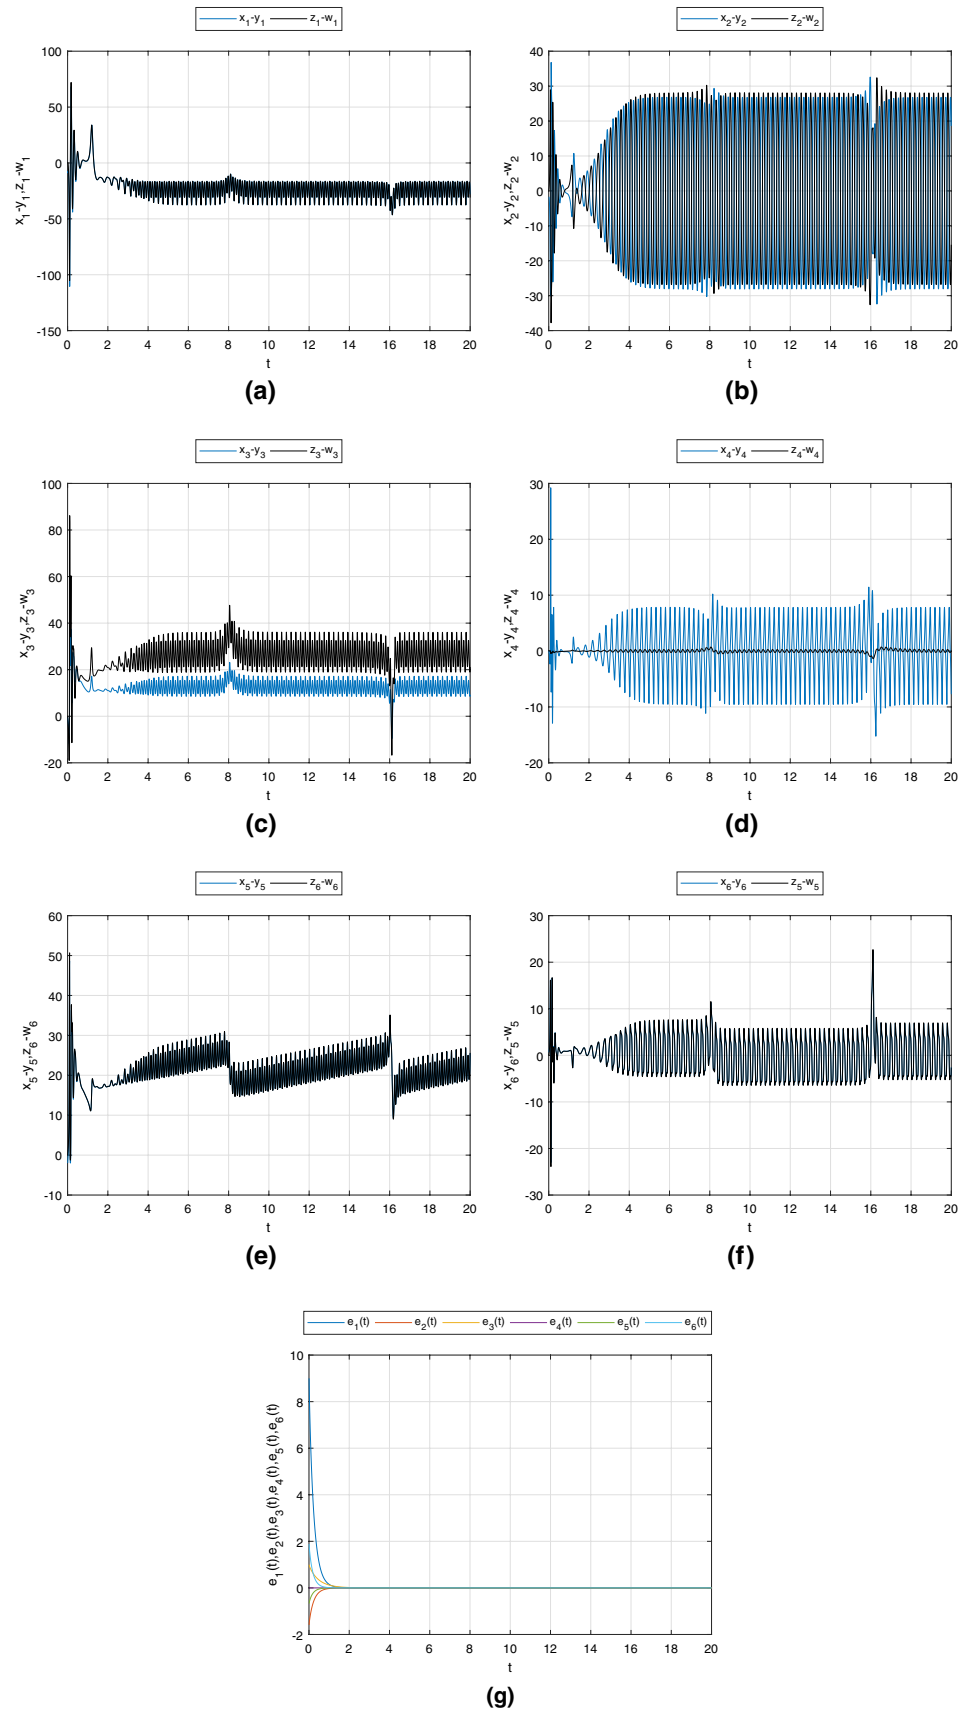 x₁-y₁ z₁-w₁
100
50
0
-50
-100
-150
x₁-y₁,z₁-w₁
0 2 4 6 8 10 12 14 16 18 20
t
(a)
x₂-y₂ z₂-w₂
40
30
20
10
0
-10
-20
-30
-40
x₂-y₂,z₂-w₂
0 2 4 6 8 10 12 14 16 18 20
t
(b)
x₃-y₃ z₃-w₃
100
80
60
40
20
0
-20
x₃-y₃,z₃-w₃
0 2 4 6 8 10 12 14 16 18 20
t
(c)
x₄-y₄ z₄-w₄
30
20
10
0
-10
-20
x₄-y₄,z₄-w₄
0 2 4 6 8 10 12 14 16 18 20
t
(d)
x₅-y₅ z₆-w₆
60
50
40
30
20
10
0
-10
x₅-y₅,z₆-w₆
0 2 4 6 8 10 12 14 16 18 20
t
(e)
x₆-y₆ z₅-w₅
30
20
10
0
-10
-20
-30
x₆-y₆,z₅-w₅
0 2 4 6 8 10 12 14 16 18 20
t
(f)
e₁(t) e₂(t) e₃(t) e₄(t) e₅(t) e₆(t)
10
8
6
4
2
0
-2
e₁(t),e₂(t),e₃(t),e₄(t),e₅(t),e₆(t)
0 2 4 6 8 10 12 14 16 18 20
t
(g)